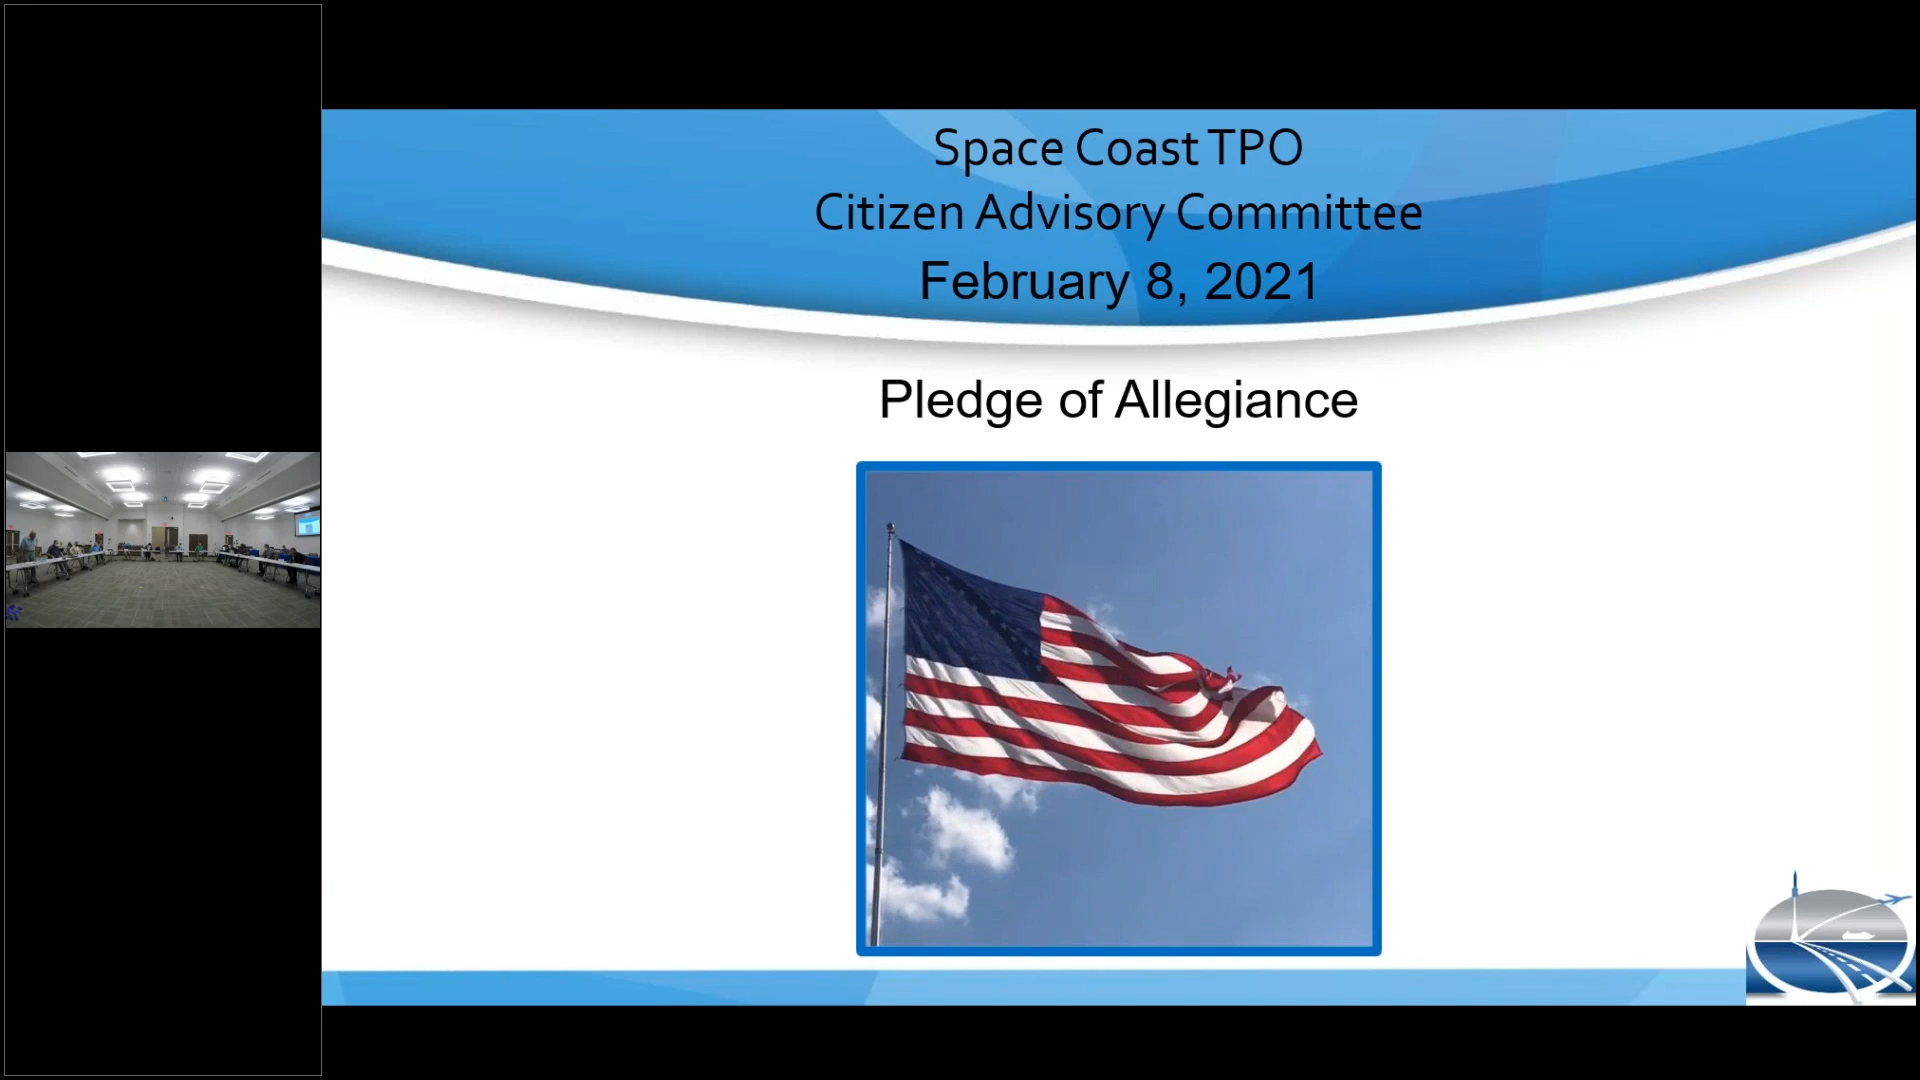 Space Coast TPO
Citizen Advisory Committee
February 8, 2021
Pledge of Allegiance